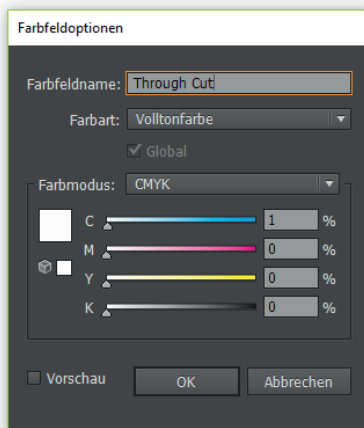 Farbfeldoptionen
Farbfeldname: Through Cut
Farbart: Volltonfarbe
Global
Farbmodus: CMYK
C 1 %
M 0 %
Y 0 %
K 0 %
Vorschau OK Abbrechen